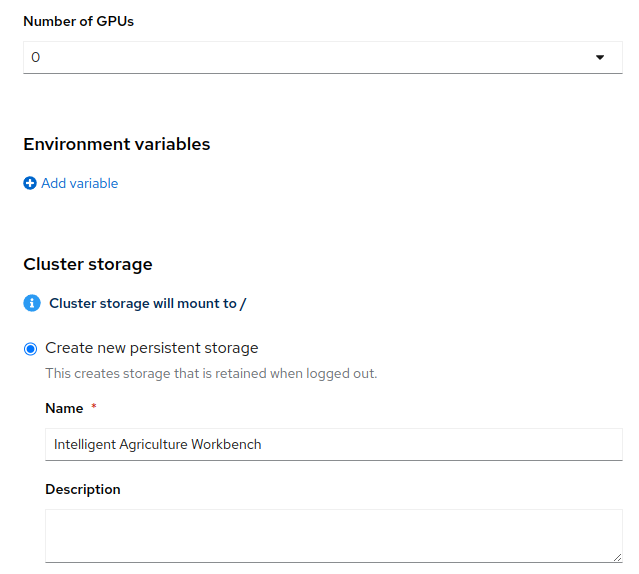 Number of GPUs
0
Environment variables
Add variable
Cluster storage
Cluster storage will mount to /
Create new persistent storage
This creates storage that is retained when logged out.
Name *
Intelligent Agriculture Workbench
Description